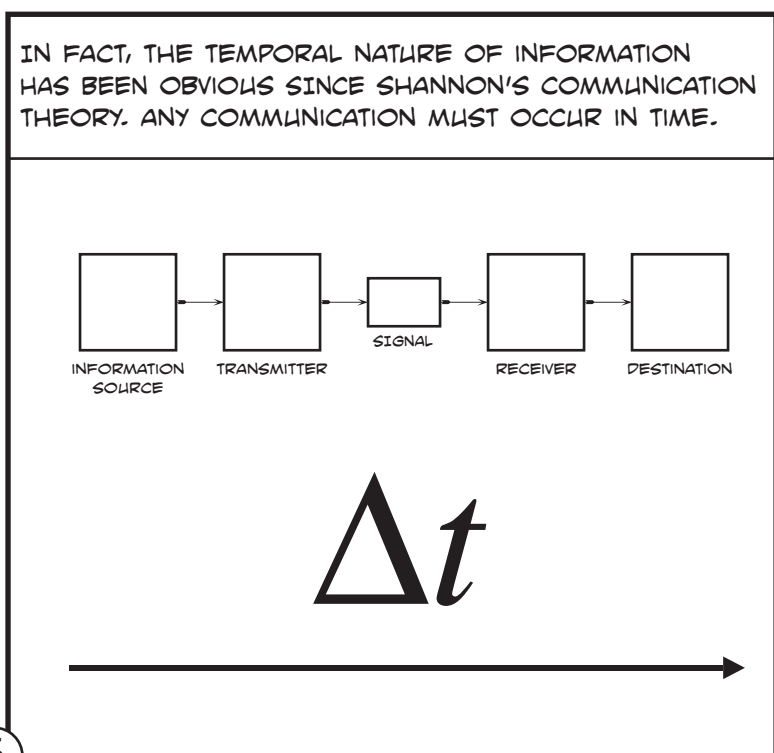 IN FACT, THE TEMPORAL NATURE OF INFORMATION
HAS BEEN OBVIOUS SINCE SHANNON'S COMMUNICATION
THEORY. ANY COMMUNICATION MUST OCCUR IN TIME.
INFORMATION
SOURCE
TRANSMITTER
SIGNAL
RECEIVER
DESTINATION
Δt